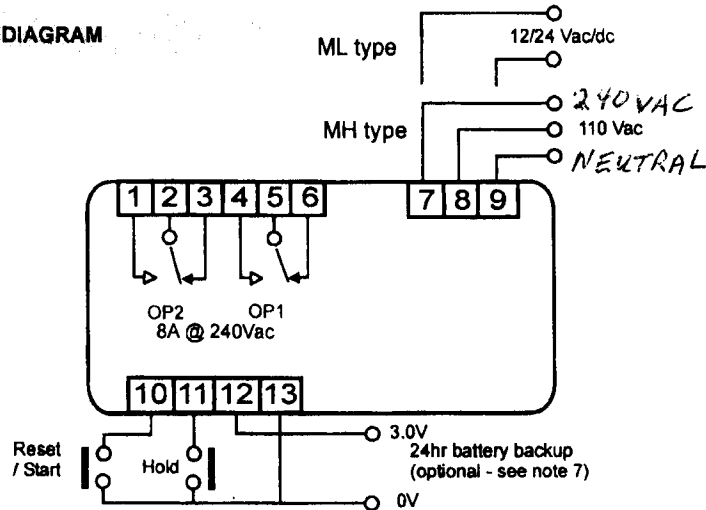 DIAGRAM
ML type
12/24 Vac/dc
240 VAC
MH type
110 Vac
NEUTRAL
1 2 3 4 5 6
7 8 9
OP2 OP1
8A @ 240Vac
10 11 12 13
Reset
/ Start
Hold
3.0V
24hr battery backup
(optional - see note 7)
0V